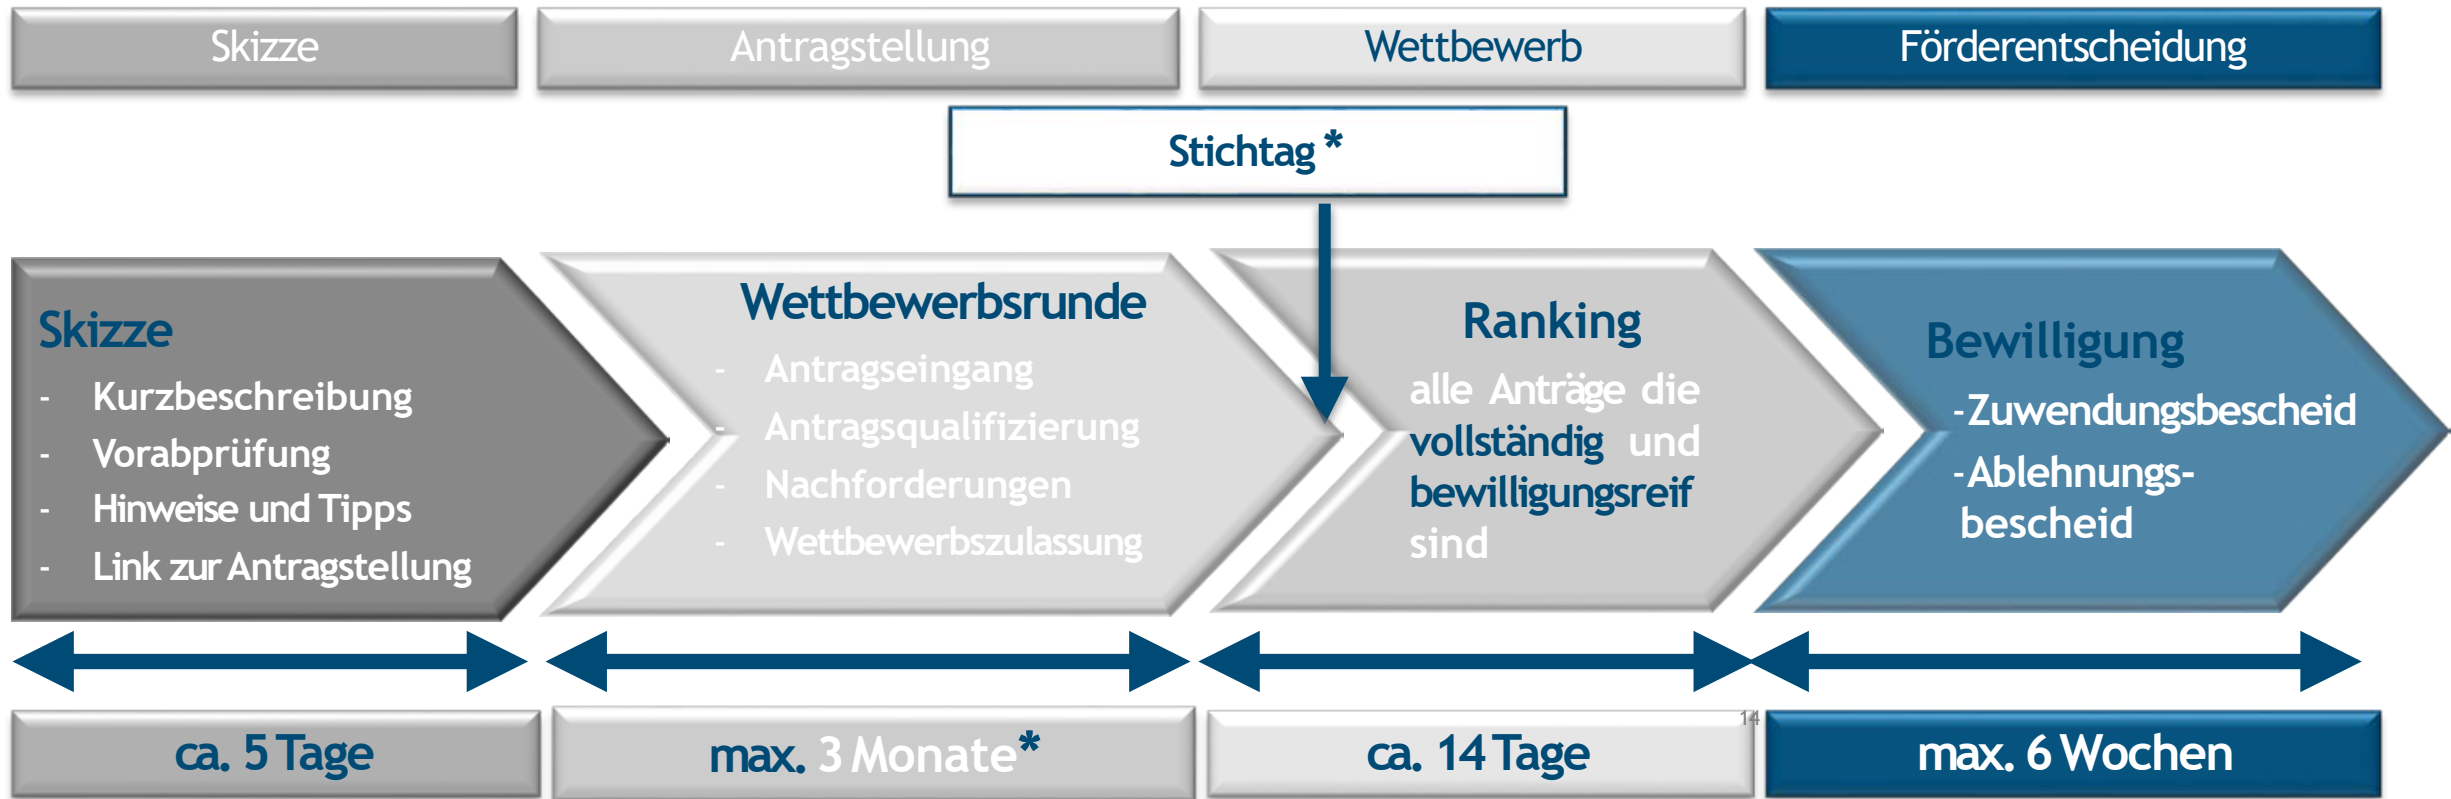 Skizze
Antragstellung
Wettbewerb
Förderentscheidung
Stichtag *
Skizze
- Kurzbeschreibung
- Vorabprüfung
- Hinweise und Tipps
- Link zur Antragstellung
Wettbewerbsrunde
- Antragseingang
- Antragsqualifizierung
- Nachforderungen
- Wettbewerbszulassung
Ranking
alle Anträge die
vollständig und
bewilligungsreif
sind
Bewilligung
- Zuwendungsbescheid
- Ablehnungs-
bescheid
ca. 5 Tage
max. 3 Monate*
ca. 14 Tage
14
max. 6 Wochen